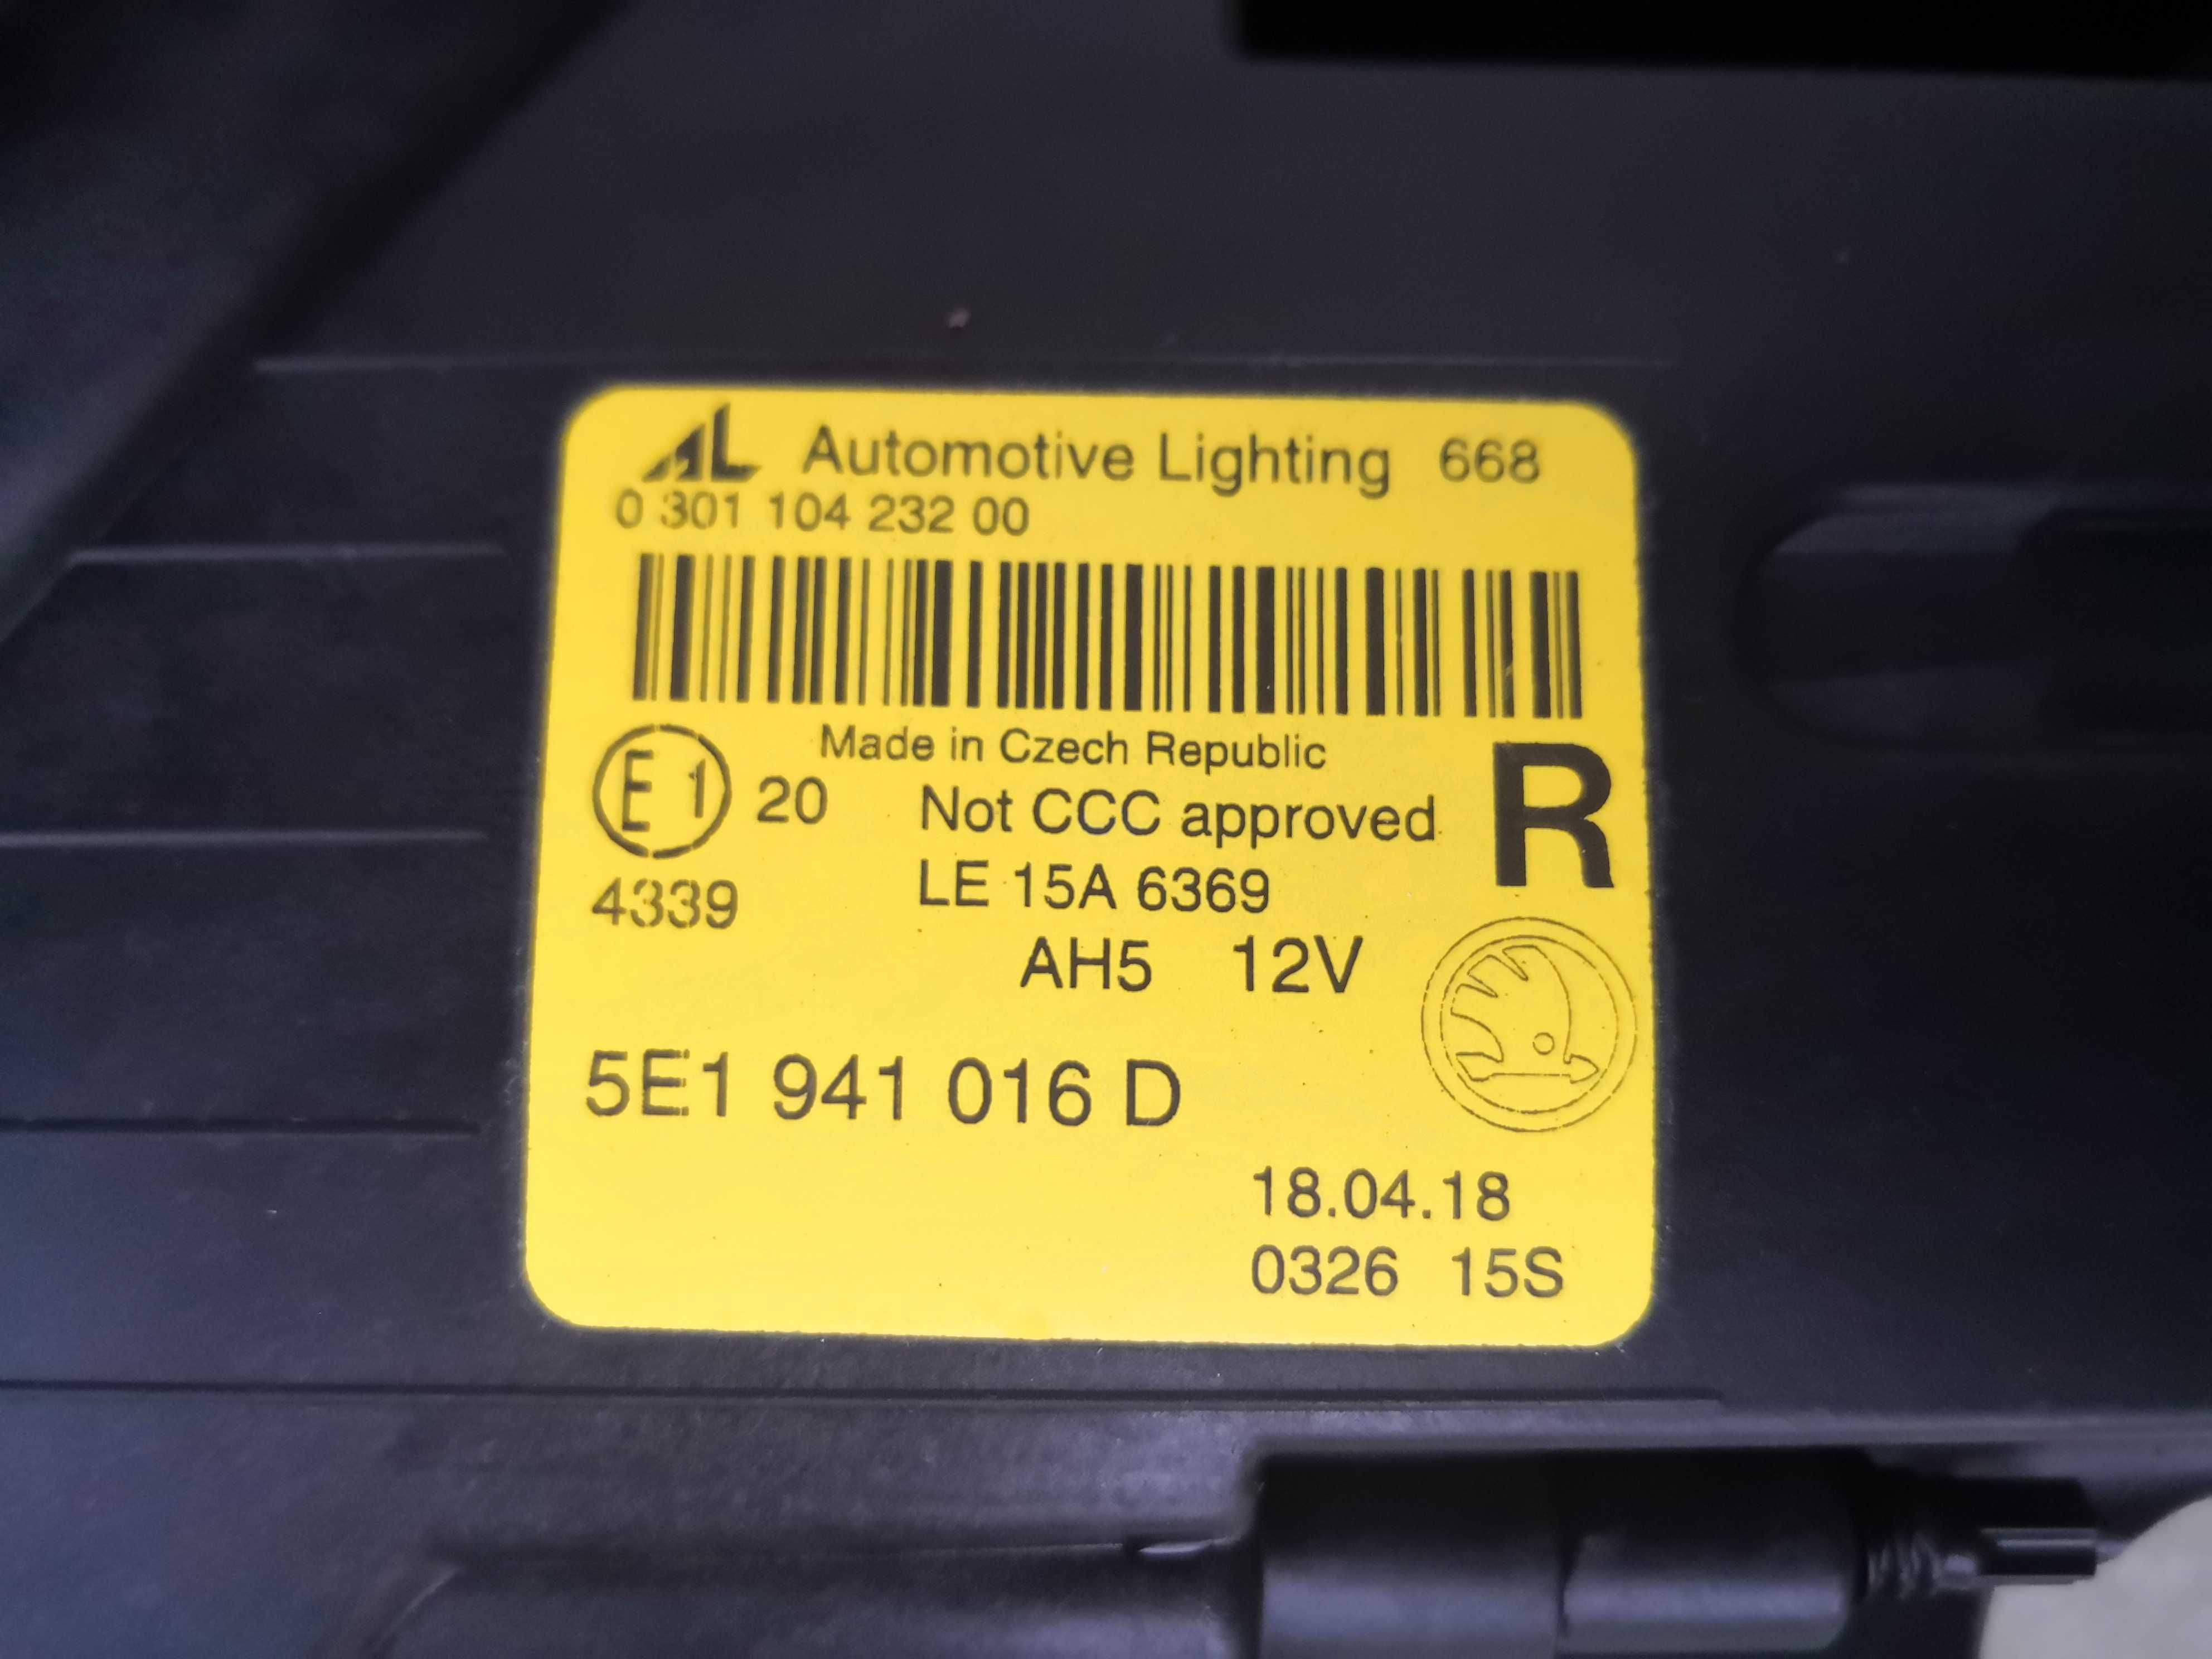 AL Automotive Lighting 668
0 301 104 232 00
Made in Czech Republic
E1 20 Not CCC approved R
4339 LE 15A 6369
AH5 12V
5E1 941 016 D
18.04.18
0326 15S